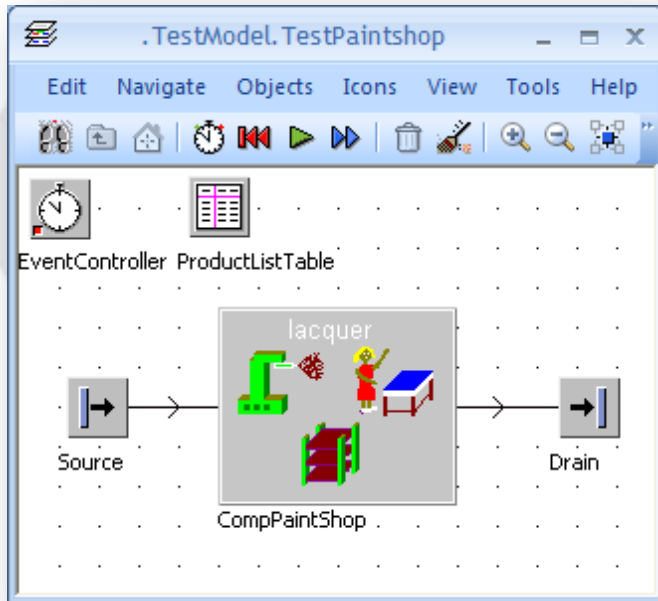 .TestModel.TestPaintshop
Edit Navigate Objects Icons View Tools Help
EventController ProductListTable
lacquer
Source
Drain
CompPaintShop